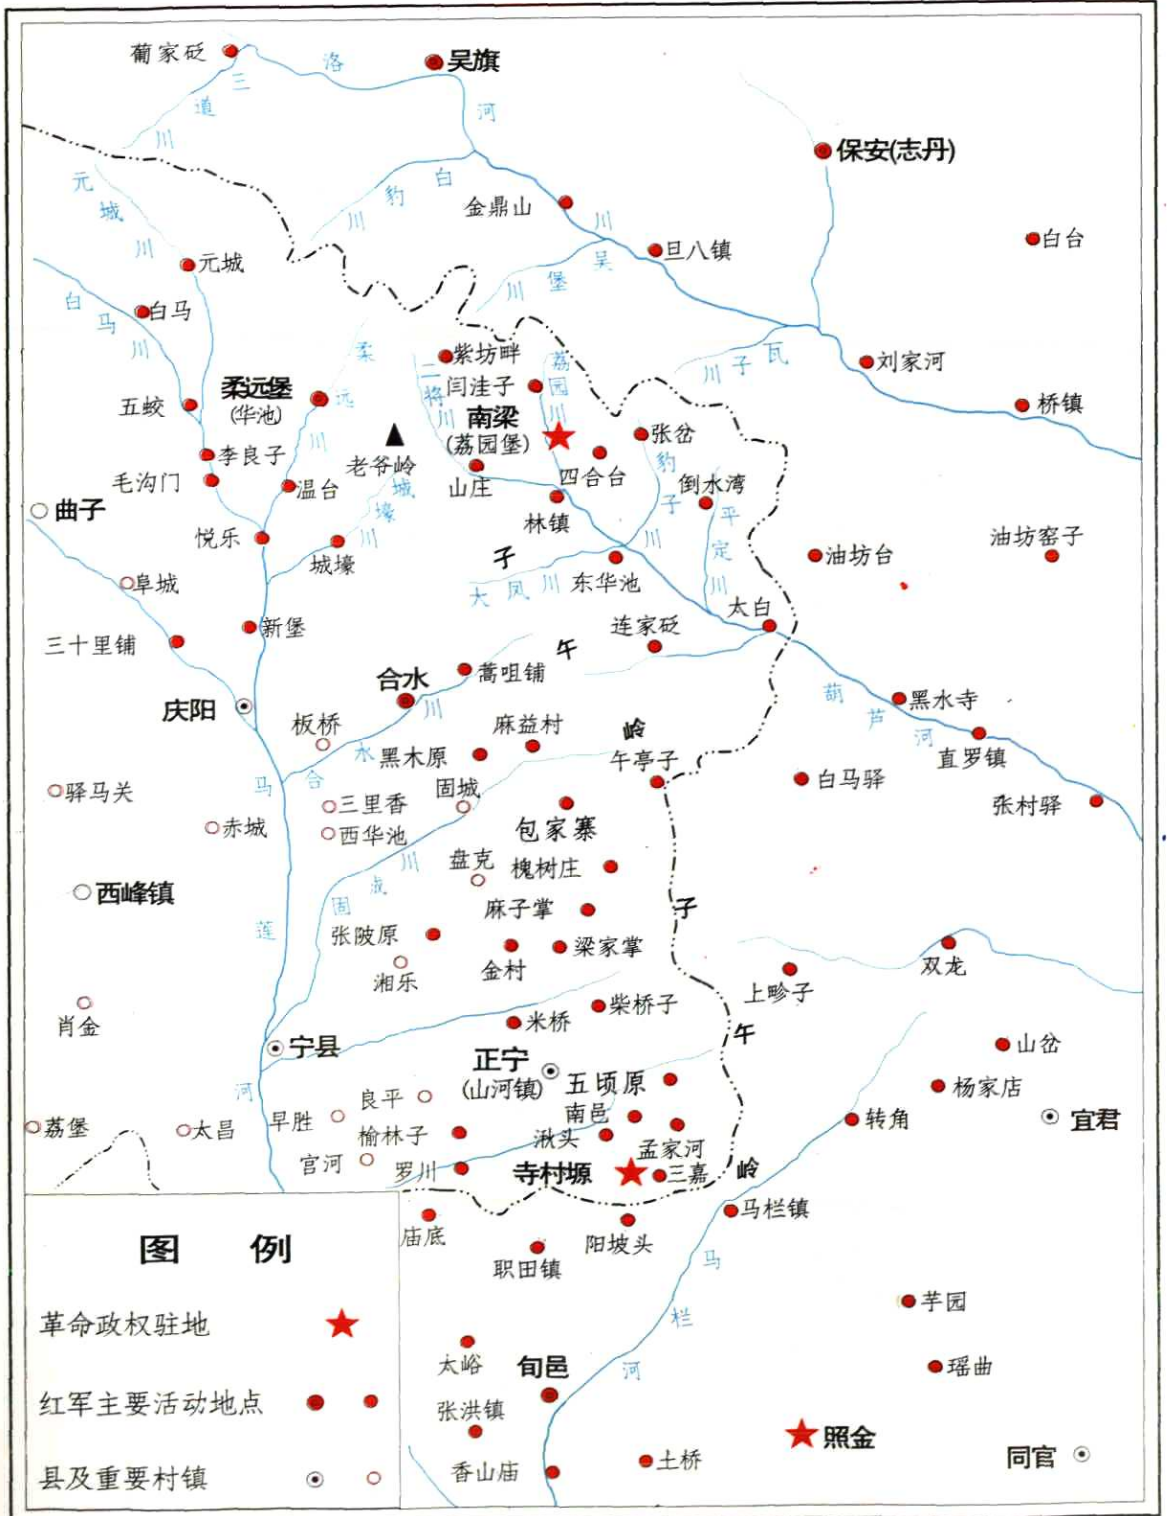 葡家砭
吴旗
洛
河
三
道
川
保安(志丹)
元
城
川
白
豹
川
金鼎山
川
旦八镇
白台
吴
堡
川
元城
白
马
川
白马
紫坊畔
闫洼子
柔
远
川
二
将
川
荔
园
川
瓦
子
川
刘家河
桥镇
柔远堡
(华池)
五蛟
南梁
(荔园堡)
张岔
李良子
毛沟门
温台
老爷岭
山庄
四合台
豹
子
川
倒水湾
曲子
城
壕
川
林镇
平
定
川
悦乐
城壕
子
东华池
油坊台
油坊窑子
阜城
大
凤
川
太白
三十里铺
新堡
午
连家砭
合水
蒿咀铺
葫
芦
河
黑水寺
庆阳
川
水
合
板桥
麻益村
岭
黑木原
午亭子
直罗镇
马
驿马关
三里香
固城
白马驿
张村驿
赤城
西华池
包家寨
川
盘克
槐树庄
西峰镇
固
麻子掌
子
莲
张陂原
金村
梁家掌
湘乐
双龙
上畛子
肖金
柴桥子
米桥
午
宁县
正宁
(山河镇)
五顷原
山岔
杨家店
河
良平
南邑
荔堡
太昌
早胜
榆林子
湫头
孟家河
转角
宜君
宫河
罗川
寺村塬
三嘉
岭
马栏镇
庙底
阳坡头
职田镇
马
栏
河
芋园
太峪
旬邑
瑶曲
张洪镇
照金
香山庙
土桥
同官
图 例
革命政权驻地
红军主要活动地点
县及重要村镇